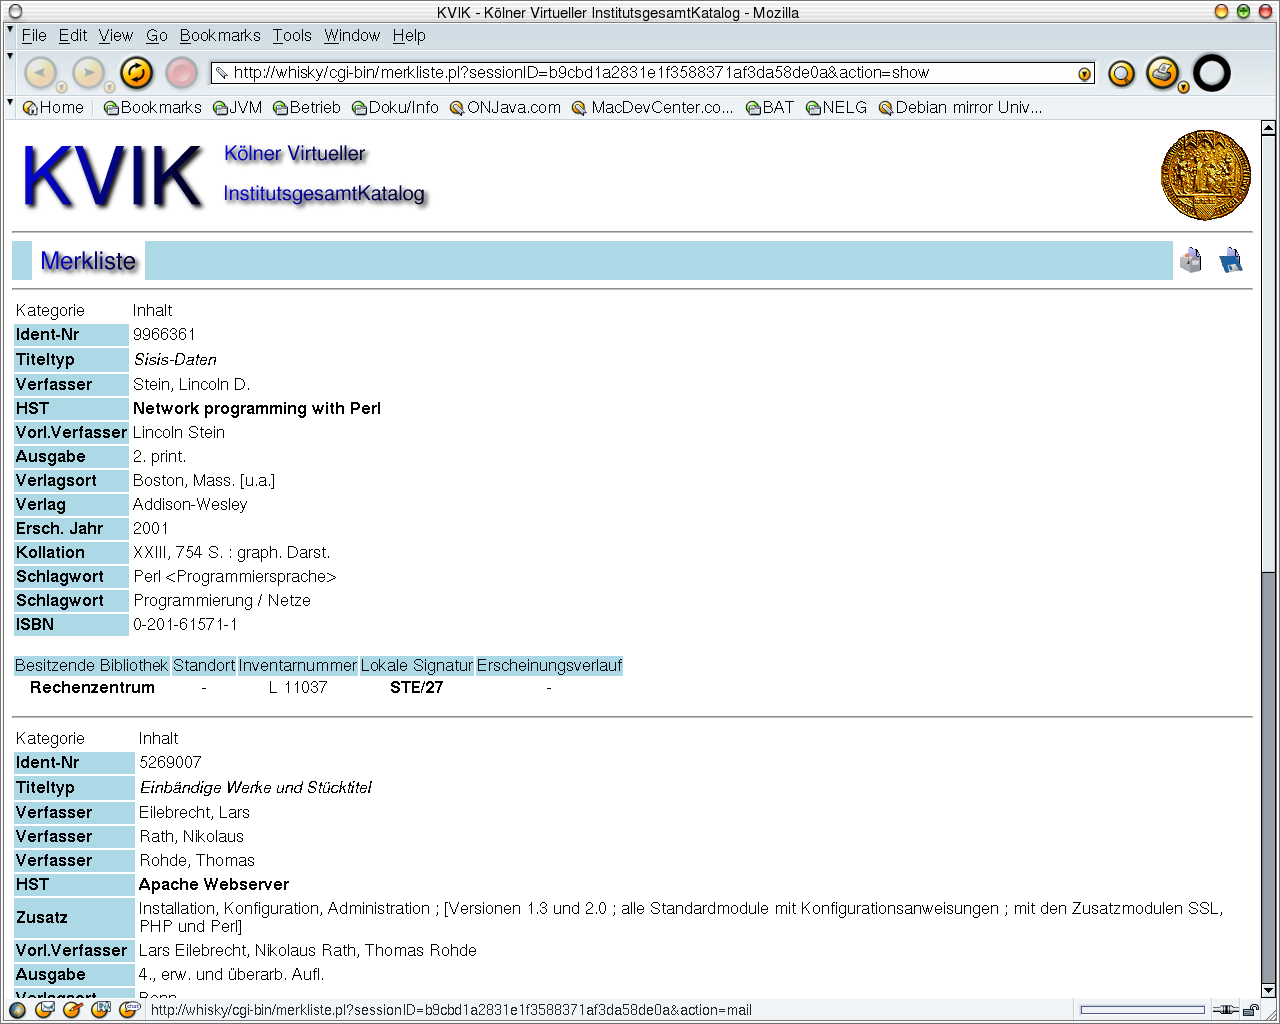 KVIK - Kölner Virtueller InstitutsgesamtKatalog - Mozilla
File Edit View Go Bookmarks Tools Window Help
http://whisky/cgi-bin/merkliste.pl?sessionID=b9cbd1a2831e1f3588371af3da58de0a&action=show
Home Bookmarks JVM Betrieb Doku/Info ONJava.com MacDevCenter.co... BAT NELG Debian mirror Univ...
KVIK Kölner Virtueller
InstitutsgesamtKatalog
Merkliste
Kategorie Inhalt
Ident-Nr 9966361
Titeltyp Sisis-Daten
Verfasser Stein, Lincoln D.
HST Network programming with Perl
Vorl.Verfasser Lincoln Stein
Ausgabe 2. print.
Verlagsort Boston, Mass. [u.a.]
Verlag Addison-Wesley
Ersch. Jahr 2001
Kollation XXIII, 754 S. : graph. Darst.
Schlagwort Perl <Programmiersprache>
Schlagwort Programmierung / Netze
ISBN 0-201-61571-1
Besitzende Bibliothek Standort Inventarnummer Lokale Signatur Erscheinungsverlauf
Rechenzentrum - L 11037 STE/27 -
Kategorie Inhalt
Ident-Nr 5269007
Titeltyp Einbändige Werke und Stücktitel
Verfasser Eilebrecht, Lars
Verfasser Rath, Nikolaus
Verfasser Rohde, Thomas
HST Apache Webserver
Zusatz Installation, Konfiguration, Administration ; [Versionen 1.3 und 2.0 ; alle Standardmodule mit Konfigurationsanweisungen ; mit den Zusatzmodulen SSL,
PHP und Perl]
Vorl.Verfasser Lars Eilebrecht, Nikolaus Rath, Thomas Rohde
Ausgabe 4., erw. und überarb. Aufl.
Verlagsort Bonn
http://whisky/cgi-bin/merkliste.pl?sessionID=b9cbd1a2831e1f3588371af3da58de0a&action=mail